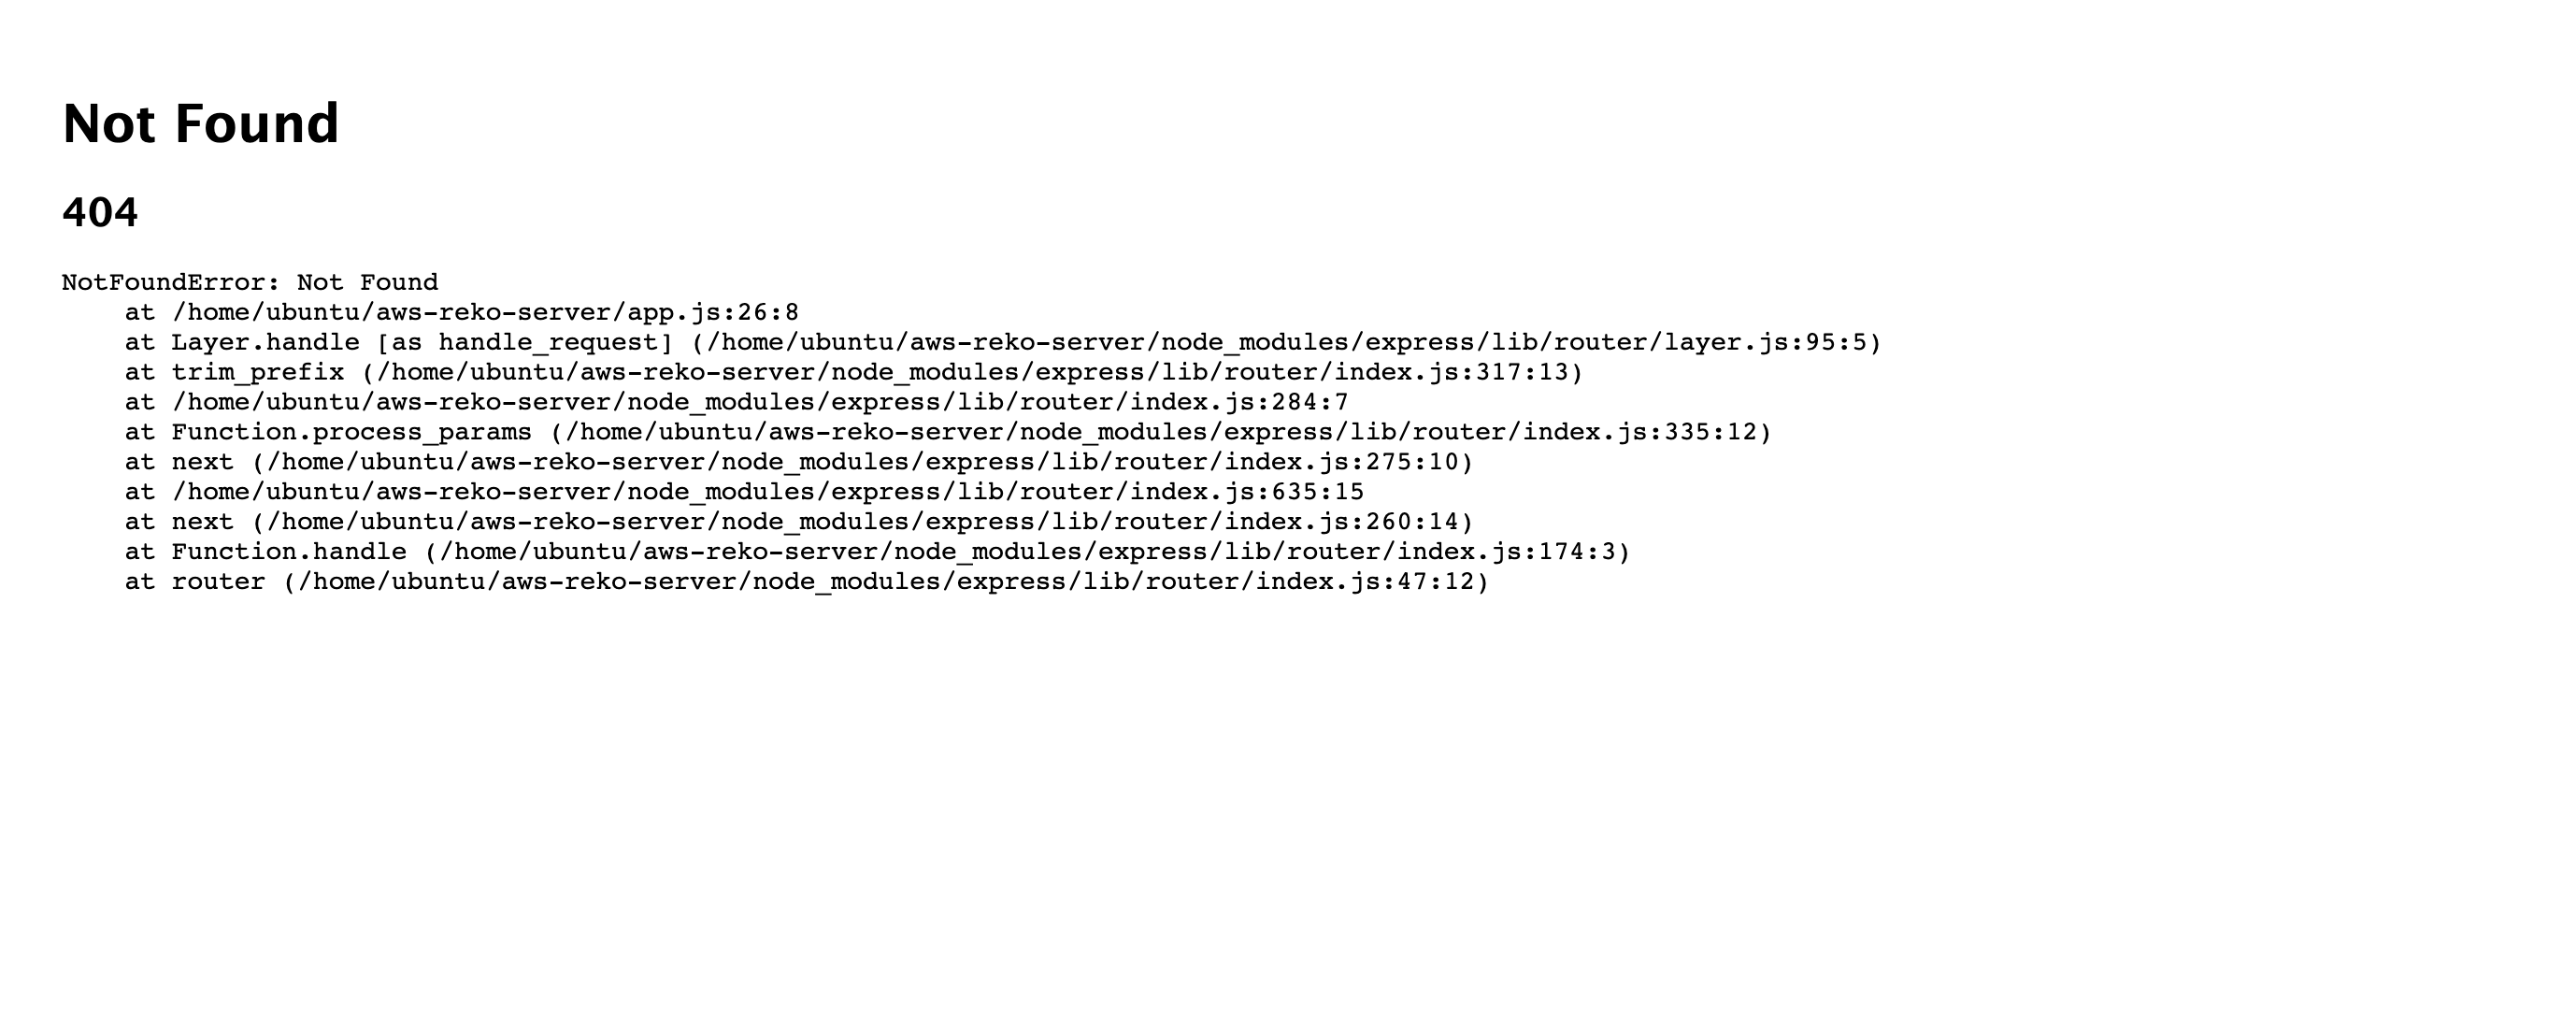 Not Found
404
NotFoundError: Not Found
    at /home/ubuntu/aws-reko-server/app.js:26:8
    at Layer.handle [as handle_request] (/home/ubuntu/aws-reko-server/node_modules/express/lib/router/layer.js:95:5)
    at trim_prefix (/home/ubuntu/aws-reko-server/node_modules/express/lib/router/index.js:317:13)
    at /home/ubuntu/aws-reko-server/node_modules/express/lib/router/index.js:284:7
    at Function.process_params (/home/ubuntu/aws-reko-server/node_modules/express/lib/router/index.js:335:12)
    at next (/home/ubuntu/aws-reko-server/node_modules/express/lib/router/index.js:275:10)
    at /home/ubuntu/aws-reko-server/node_modules/express/lib/router/index.js:635:15
    at next (/home/ubuntu/aws-reko-server/node_modules/express/lib/router/index.js:260:14)
    at Function.handle (/home/ubuntu/aws-reko-server/node_modules/express/lib/router/index.js:174:3)
    at router (/home/ubuntu/aws-reko-server/node_modules/express/lib/router/index.js:47:12)